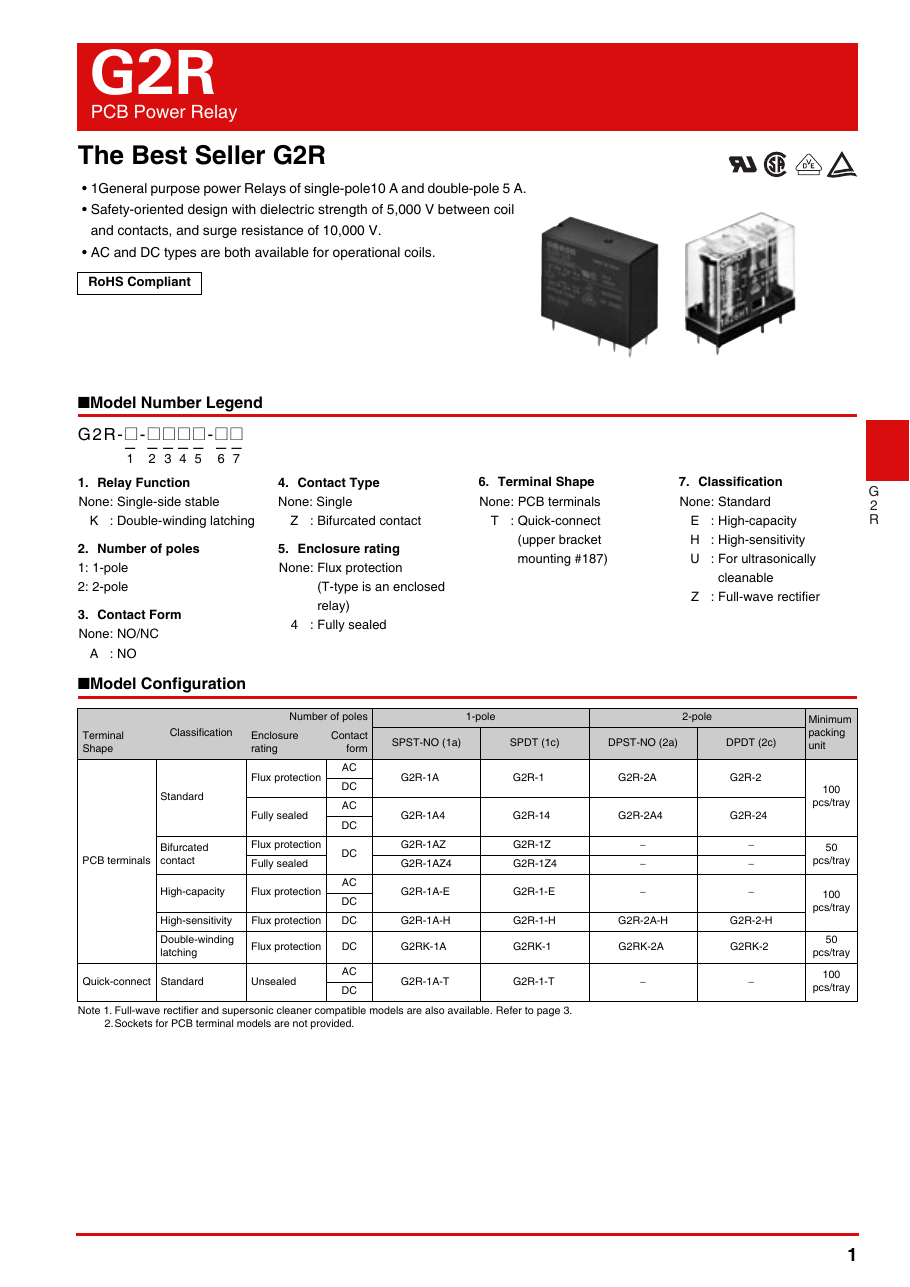 G2R
PCB Power Relay
The Best Seller G2R
• 1General purpose power Relays of single-pole10 A and double-pole 5 A.
• Safety-oriented design with dielectric strength of 5,000 V between coil
and contacts, and surge resistance of 10,000 V.
• AC and DC types are both available for operational coils.
RoHS Compliant
■Model Number Legend
G2R-□-□□□□-□□
1 2 3 4 5 6 7
1. Relay Function
None: Single-side stable
K : Double-winding latching
2. Number of poles
1: 1-pole
2: 2-pole
3. Contact Form
None: NO/NC
A : NO
4. Contact Type
None: Single
Z : Bifurcated contact
5. Enclosure rating
None: Flux protection
(T-type is an enclosed
relay)
4 : Fully sealed
6. Terminal Shape
None: PCB terminals
T : Quick-connect
(upper bracket
mounting #187)
7. Classification
None: Standard
E : High-capacity
H : High-sensitivity
U : For ultrasonically
cleanable
Z : Full-wave rectifier
G
2
R
■Model Configuration
Number of poles 1-pole 2-pole Minimum
packing
unit
Terminal
Shape
Classification
Enclosure
rating
Contact
form
SPST-NO (1a) SPDT (1c) DPST-NO (2a) DPDT (2c)
PCB terminals
Standard
Flux protection AC G2R-1A G2R-1 G2R-2A G2R-2
DC
100
pcs/tray
Fully sealed AC G2R-1A4 G2R-14 G2R-2A4 G2R-24
DC
Bifurcated
contact
Flux protection DC G2R-1AZ G2R-1Z – –
Fully sealed G2R-1AZ4 G2R-1Z4 – –
50
pcs/tray
High-capacity Flux protection AC G2R-1A-E G2R-1-E – –
DC
100
pcs/tray
High-sensitivity Flux protection DC G2R-1A-H G2R-1-H G2R-2A-H G2R-2-H
Double-winding
latching
Flux protection DC G2RK-1A G2RK-1 G2RK-2A G2RK-2
50
pcs/tray
Quick-connect Standard Unsealed AC G2R-1A-T G2R-1-T – –
DC
100
pcs/tray
Note 1. Full-wave rectifier and supersonic cleaner compatible models are also available. Refer to page 3.
2. Sockets for PCB terminal models are not provided.
1